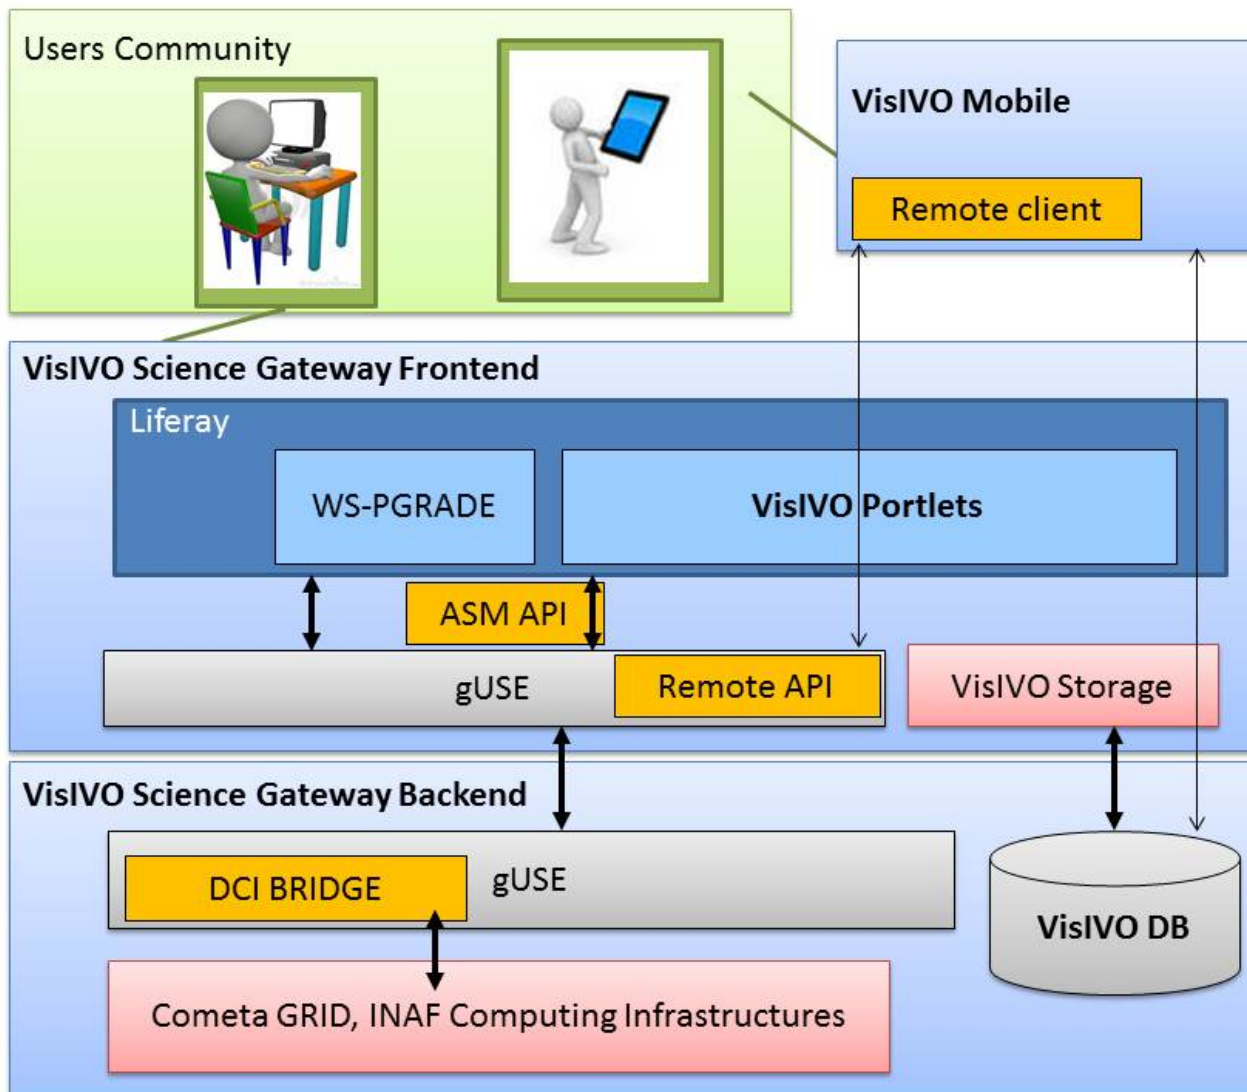 Users Community
VisIVO Mobile
Remote client
VisIVO Science Gateway Frontend
Liferay
WS-PGRADE
VisIVO Portlets
ASM API
gUSE
Remote API
VisIVO Storage
VisIVO Science Gateway Backend
DCI BRIDGE
gUSE
VisIVO DB
Cometa GRID, INAF Computing Infrastructures